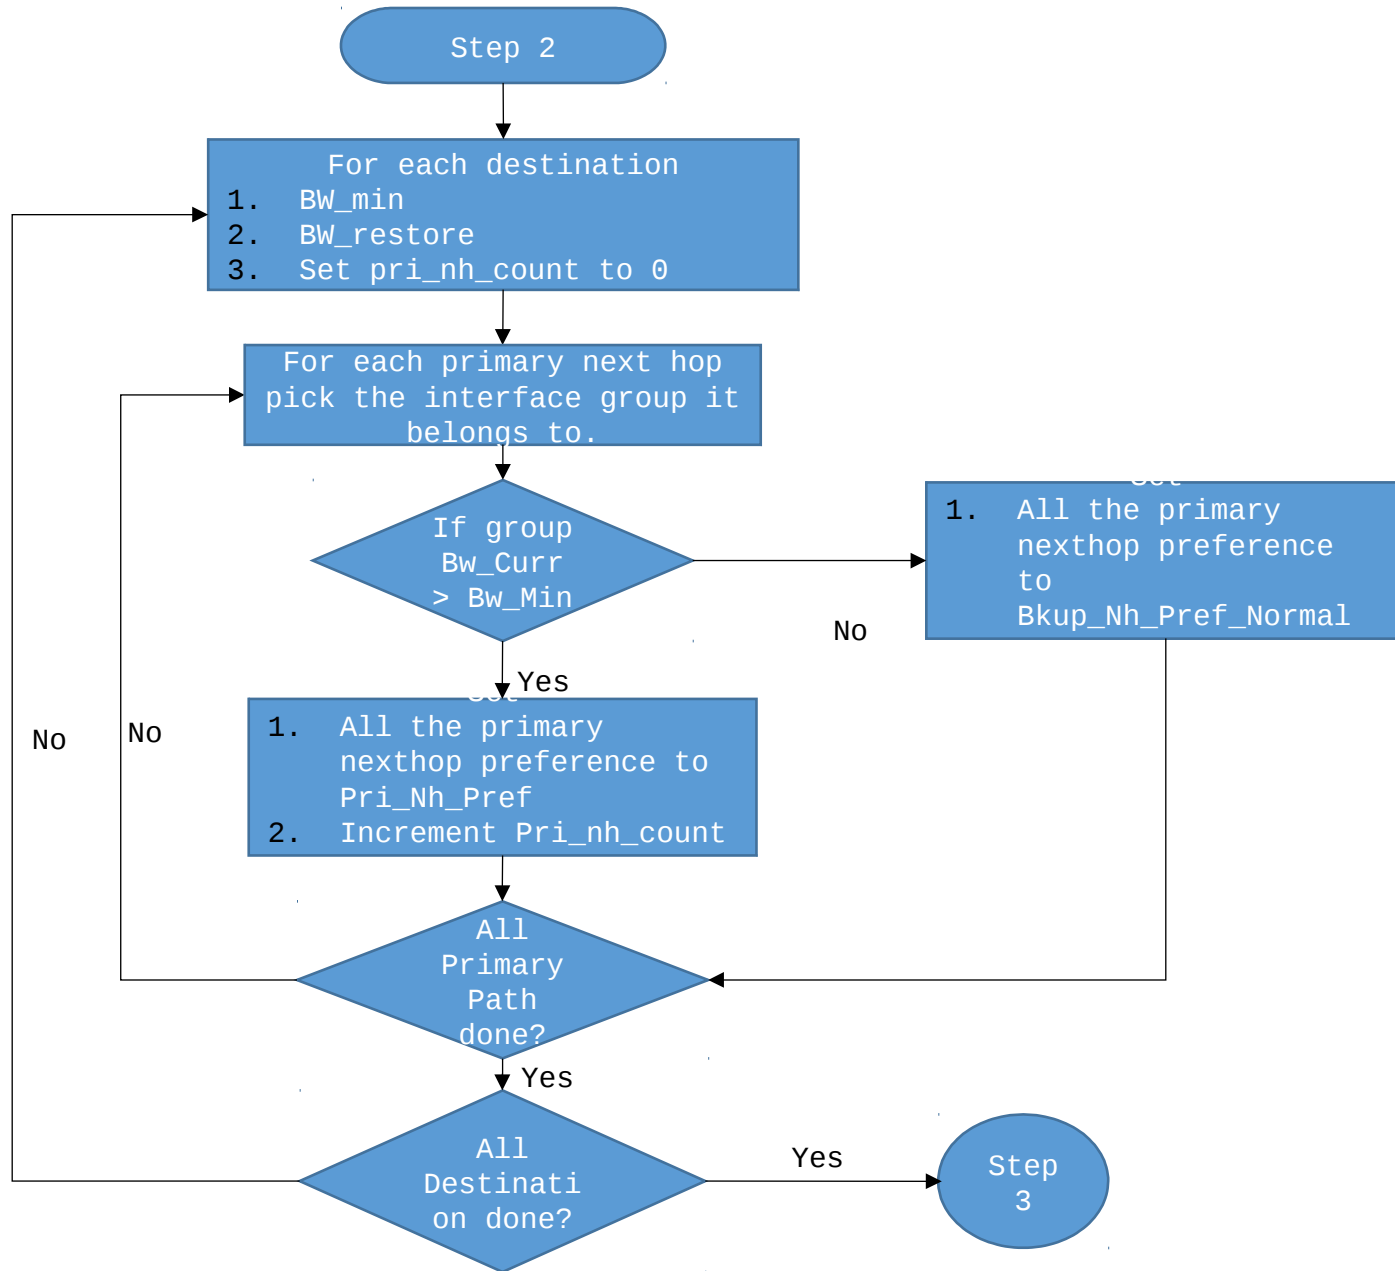 Step 2
For each destination
1. BW_min
2. BW_restore
3. Set pri_nh_count to 0
For each primary next hop
pick the interface group it
belongs to.
If group
Bw_Curr
> Bw_Min
No
Set
1. All the primary
nexthop preference
to
Bkup_Nh_Pref_Normal
Yes
Set
1. All the primary
nexthop preference to
Pri_Nh_Pref
2. Increment Pri_nh_count
No
No
All
Primary
Path
done?
Yes
All
Destinati
on done?
Yes
Step
3